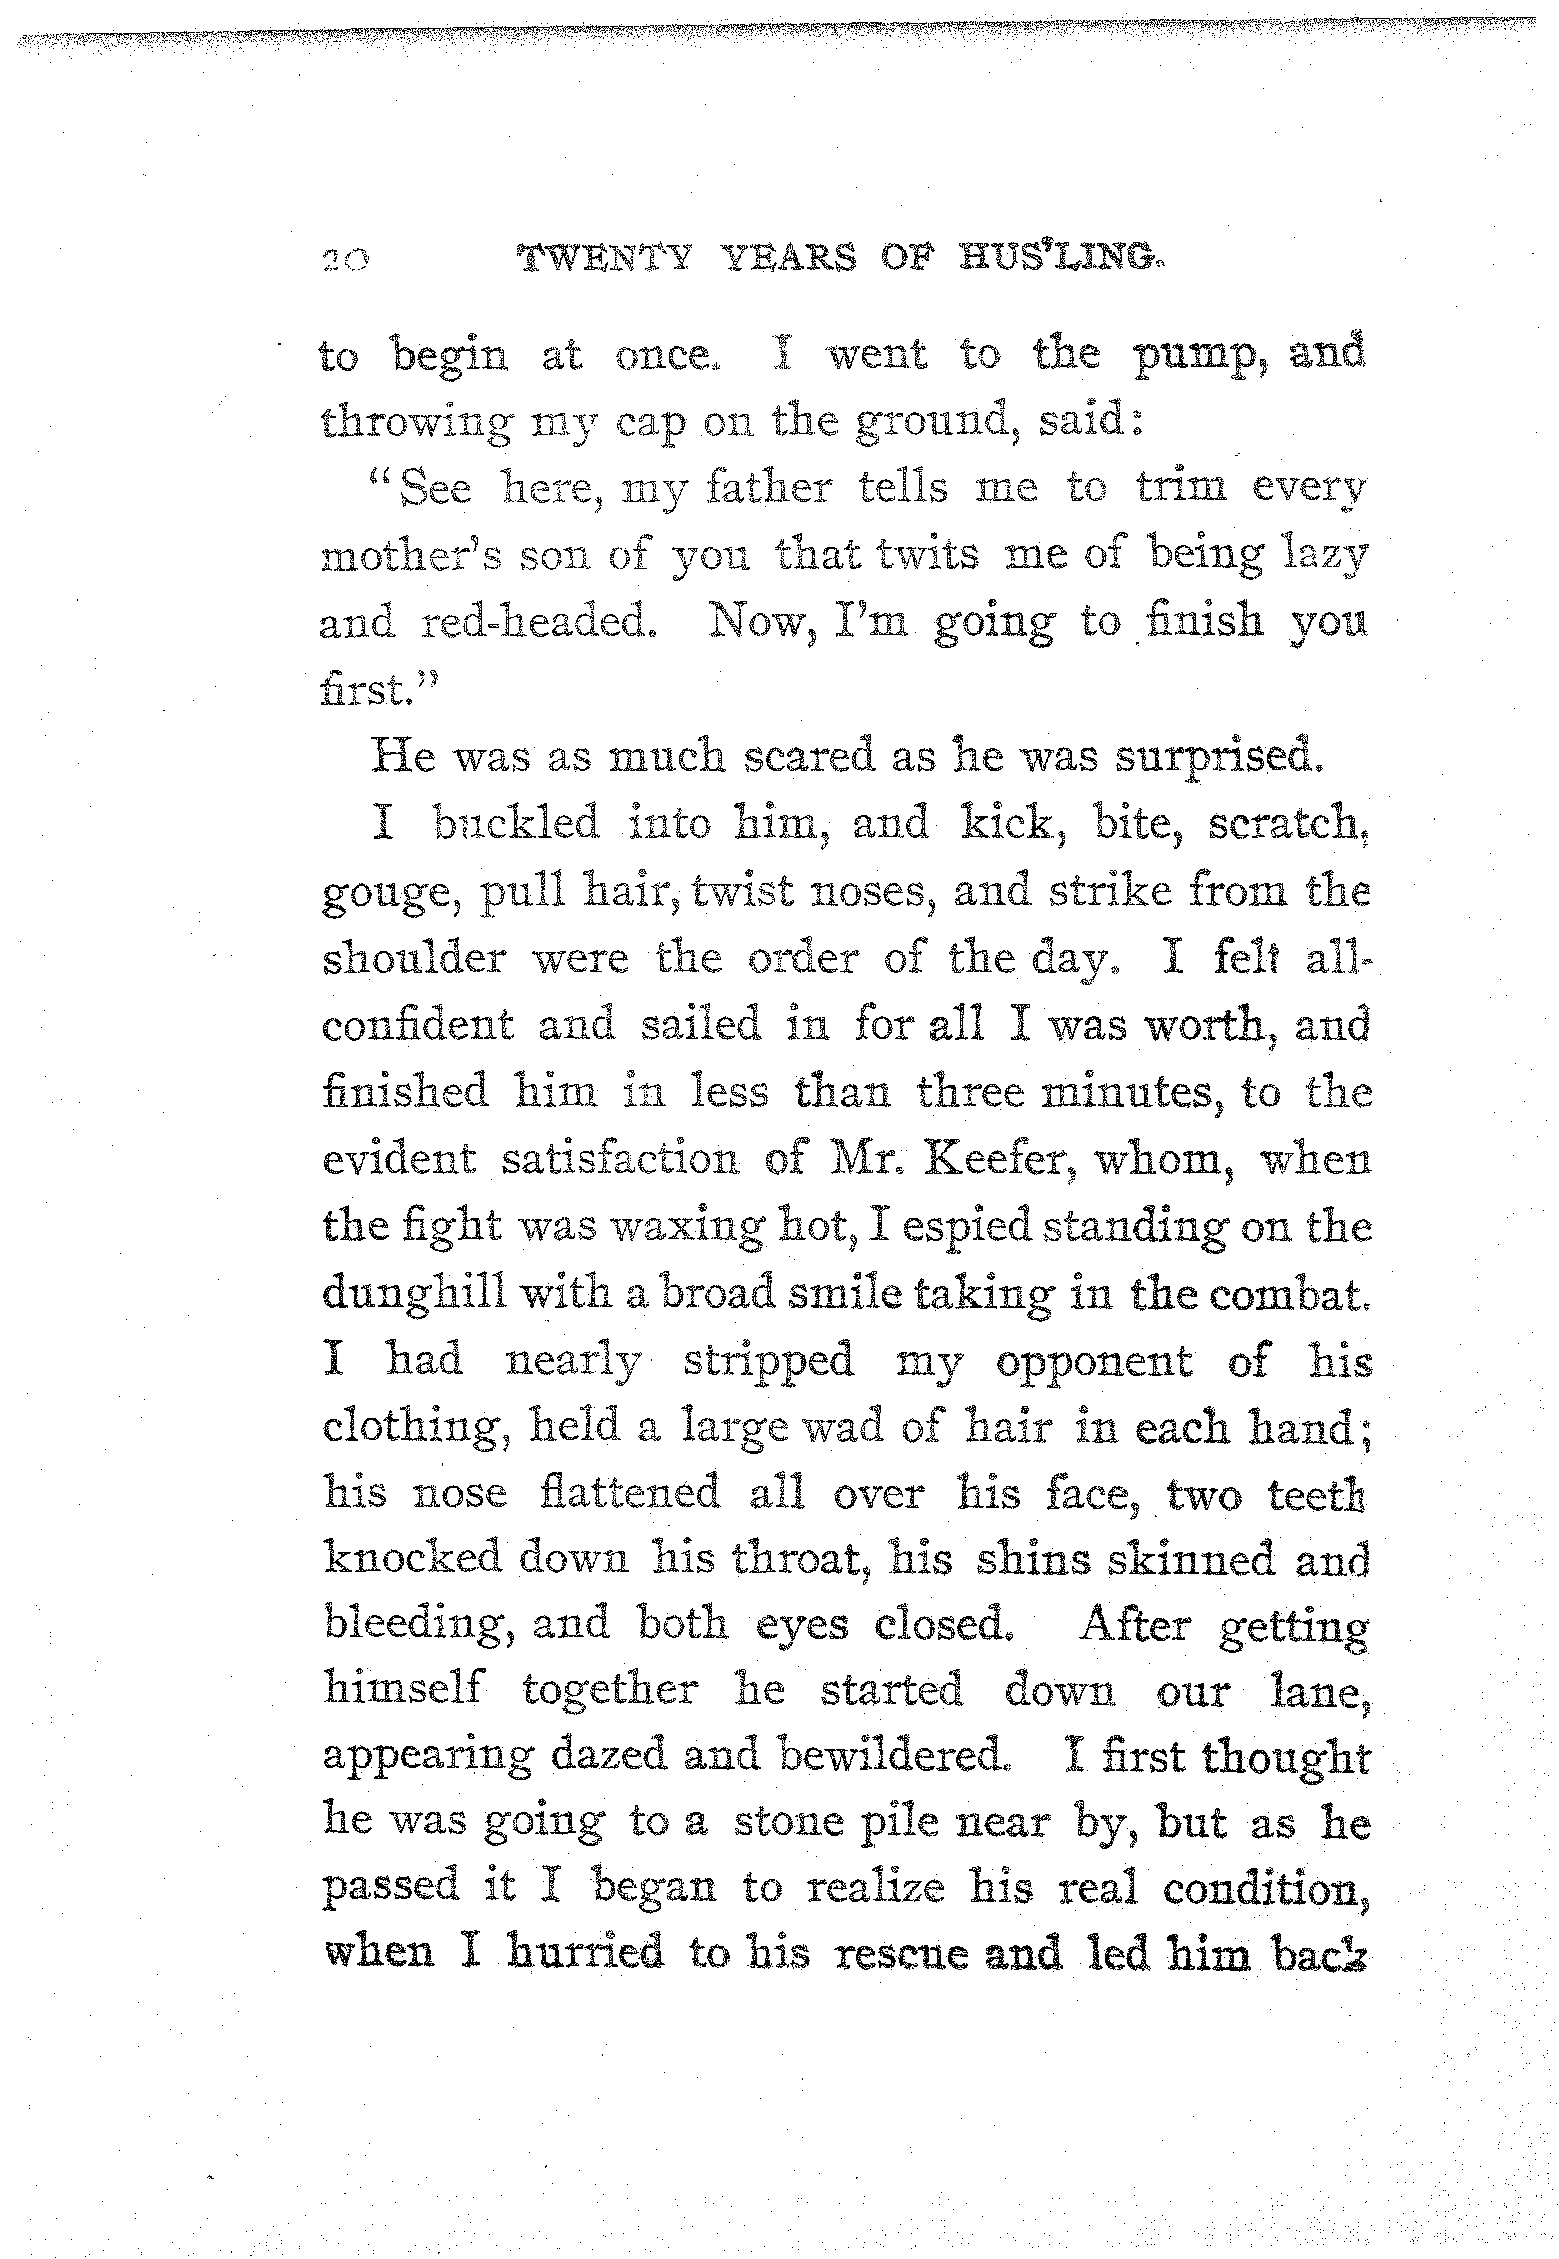 20 TWENTY YEARS OF HUS'LING.
to begin at once. I went to the pump, and
throwing my cap on the ground, said:
"See here, my father tells me to trim every
mother's son of you that twits me of being lazy
and red-headed. Now, I'm going to finish you
first."
He was as much scared as he was surprised.
I buckled into him, and kick, bite, scratch,
gouge, pull hair, twist noses, and strike from the
shoulder were the order of the day. I felt all-
confident and sailed in for all I was worth, and
finished him in less than three minutes, to the
evident satisfaction of Mr. Keefer, whom, when
the fight was waxing hot, I espied standing on the
dunghill with a broad smile taking in the combat.
I had nearly stripped my opponent of his
clothing, held a large wad of hair in each hand;
his nose flattened all over his face, two teeth
knocked down his throat, his shins skinned and
bleeding, and both eyes closed. After getting
himself together he started down our lane,
appearing dazed and bewildered. I first thought
he was going to a stone pile near by, but as he
passed it I began to realize his real condition,
when I hurried to his rescue and led him back